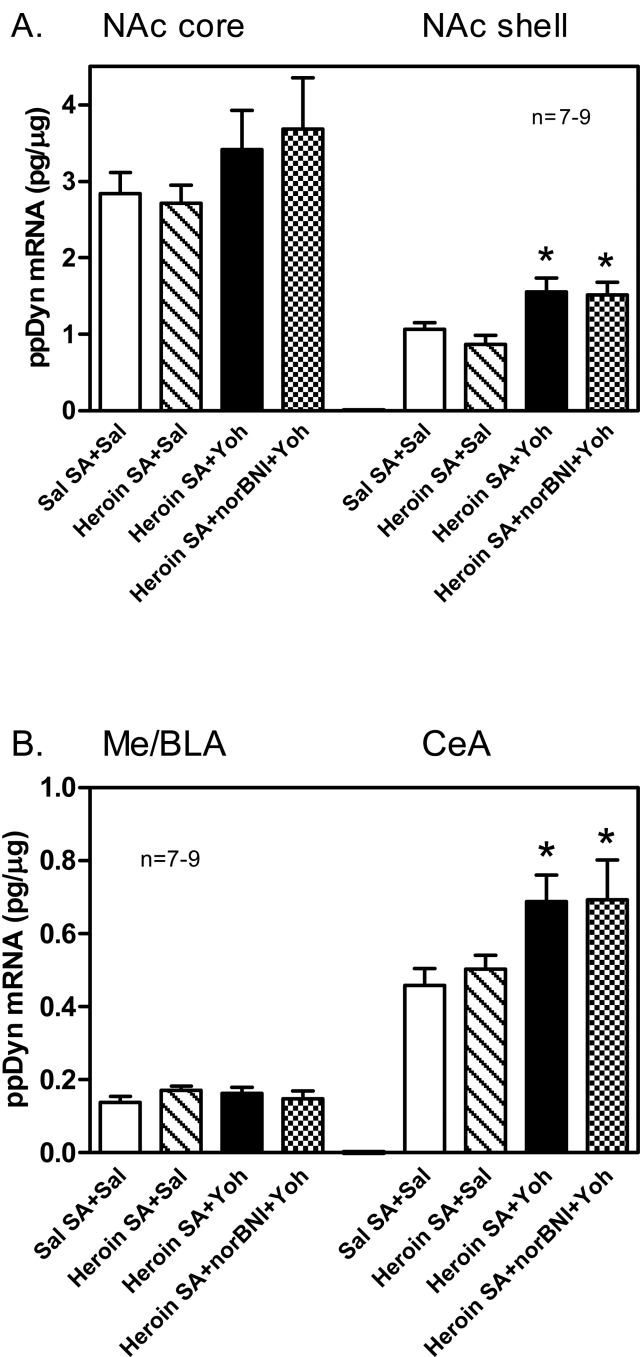 A. NAc core NAc shell
ppDyn mRNA (pg/µg)
4
3
2
1
0
n=7-9
*
*
Sal SA+Sal
Heroin SA+Sal
Heroin SA+Yoh
Heroin SA+norBNI+Yoh
Sal SA+Sal
Heroin SA+Sal
Heroin SA+Yoh
Heroin SA+norBNI+Yoh
B. Me/BLA CeA
ppDyn mRNA (pg/µg)
1.0
0.8
0.6
0.4
0.2
0.0
n=7-9
*
*
Sal SA+Sal
Heroin SA+Sal
Heroin SA+Yoh
Heroin SA+norBNI+Yoh
Sal SA+Sal
Heroin SA+Sal
Heroin SA+Yoh
Heroin SA+norBNI+Yoh